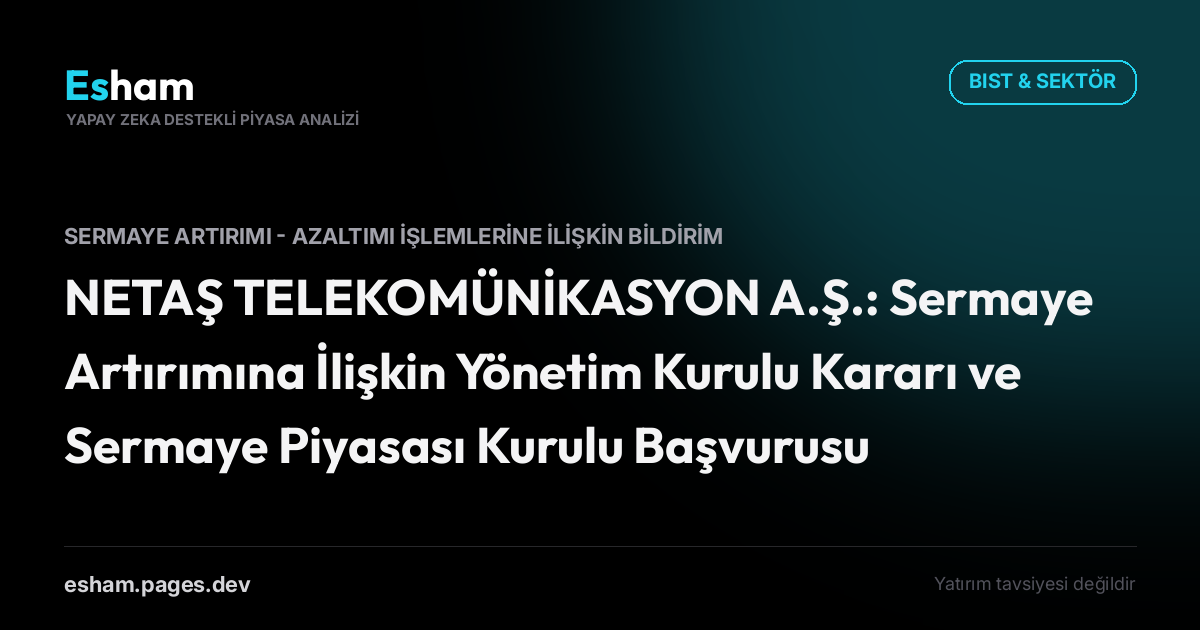 Esham
BIST & SEKTÖR
YAPAY ZEKA DESTEKLİ PİYASA ANALİZİ
SERMAYE ARTIRIMI - AZALTIMI İŞLEMLERİNE İLİŞKİN BİLDİRİM
NETAŞ TELEKOMÜNİKASYON A.Ş.: Sermaye
Artırımına İlişkin Yönetim Kurulu Kararı ve
Sermaye Piyasası Kurulu Başvurusu
esham.pages.dev
Yatırım tavsiyesi değildir